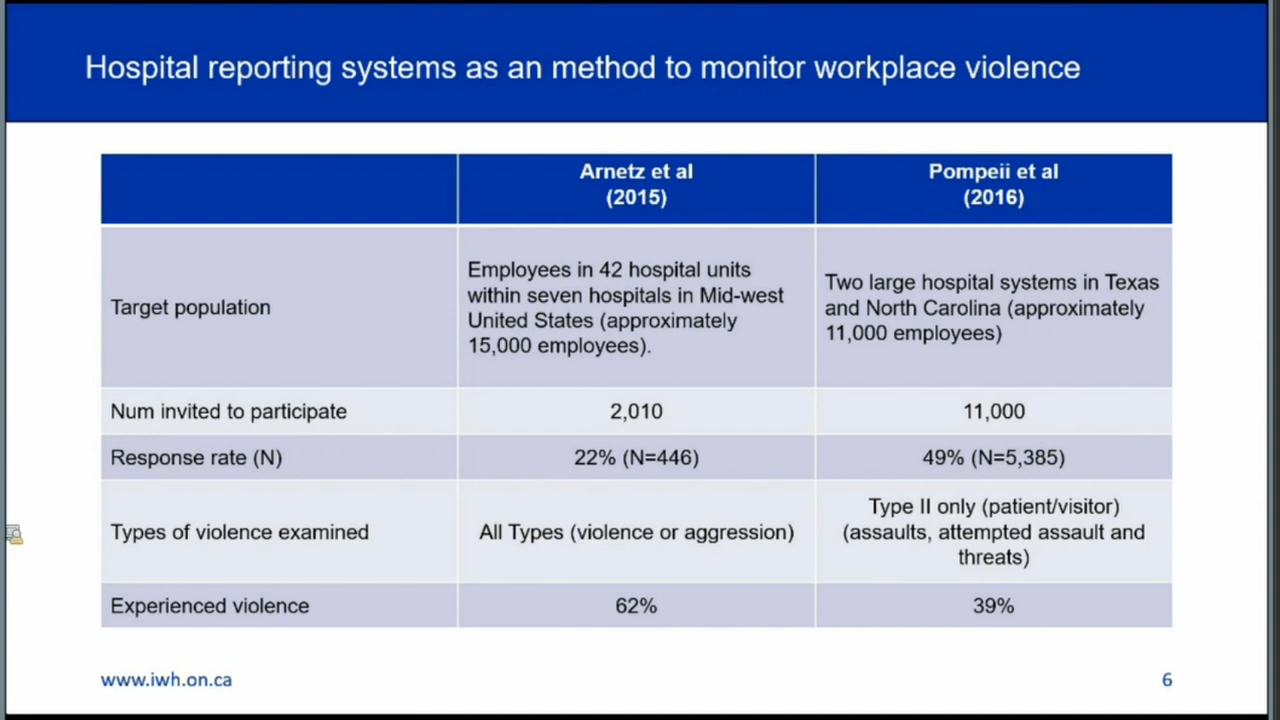 Hospital reporting systems as an method to monitor workplace violence
Arnetz et al
(2015)
Pompeii et al
(2016)
Target population
Employees in 42 hospital units
within seven hospitals in Mid-west
United States (approximately
15,000 employees).
Two large hospital systems in Texas
and North Carolina (approximately
11,000 employees)
Num invited to participate
2,010
11,000
Response rate (N)
22% (N=446)
49% (N=5,385)
Types of violence examined
All Types (violence or aggression)
Type II only (patient/visitor)
(assaults, attempted assault and
threats)
Experienced violence
62%
39%
www.iwh.on.ca
6